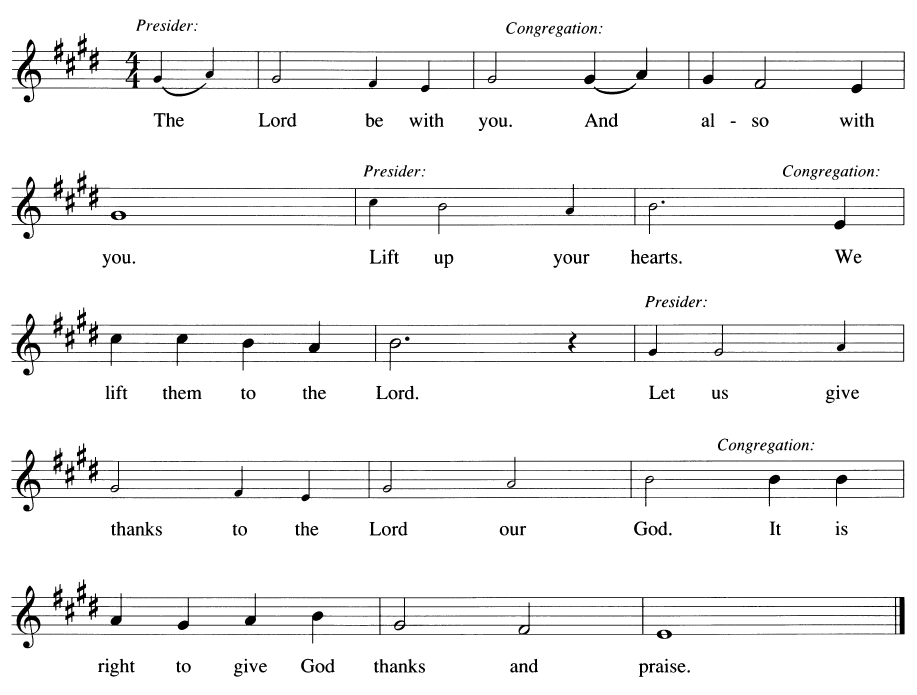 Presider: Congregation:
4
4
The Lord be with you. And al - so with
Presider: Congregation:
you. Lift up your hearts. We
Presider:
lift them to the Lord. Let us give
Congregation:
thanks to the Lord our God. It is
right to give God thanks and praise.